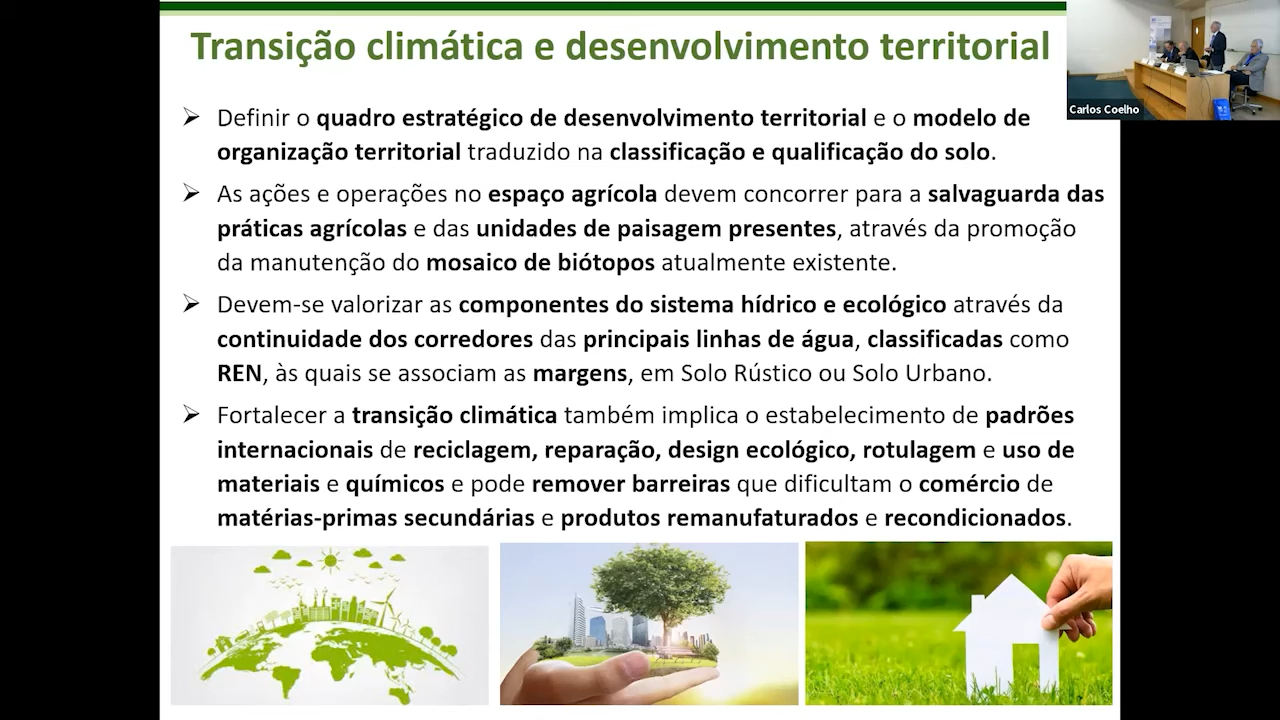 Transição climática e desenvolvimento territorial
Carlos Coelho
➢ Definir o quadro estratégico de desenvolvimento territorial e o modelo de
organização territorial traduzido na classificação e qualificação do solo.
➢ As ações e operações no espaço agrícola devem concorrer para a salvaguarda das
práticas agrícolas e das unidades de paisagem presentes, através da promoção
da manutenção do mosaico de biótopos atualmente existente.
➢ Devem-se valorizar as componentes do sistema hídrico e ecológico através da
continuidade dos corredores das principais linhas de água, classificadas como
REN, às quais se associam as margens, em Solo Rústico ou Solo Urbano.
➢ Fortalecer a transição climática também implica o estabelecimento de padrões
internacionais de reciclagem, reparação, design ecológico, rotulagem e uso de
materiais e químicos e pode remover barreiras que dificultam o comércio de
matérias-primas secundárias e produtos remanufaturados e recondicionados.